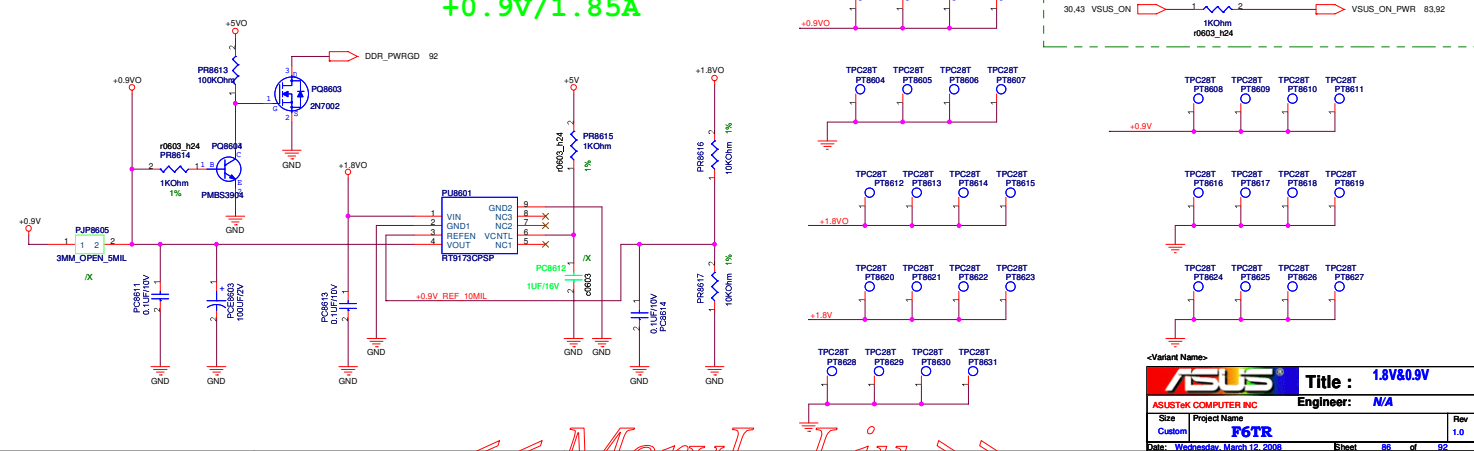 +0.9V/1.85A
+5VO
PR8613
100KOhm
DDR_PWRGD 92
PQ8603
2N7002
GND
+0.9VO
r0603_h24
PR8614
1KOhm
1%
PQ8604
PMBS3904
GND
+0.9V
PJP8605
3MM_OPEN_5MIL
/X
PC8611
0.1UF/10V
GND
PCE8603
100UF/2V
GND
+1.8VO
PC8613
0.1UF/10V
GND
PU8601
VIN
GND1
REFEN
VOUT
GND2
NC3
NC2
VCNTL
NC1
RT9173CPSP
GND
+0.9V_REF_10MIL
+5V
r0603_h24
PR8615
1KOhm
1%
PC8612
1UF/16V
/X
c0603
GND
GND
0.1UF/10V
PC8614
GND
+1.8VO
PR8616
10KOhm
1%
PR8617
10KOhm
1%
GND
+0.9VO
30,43 VSUS_ON
1KOhm
r0603_h24
VSUS_ON_PWR 83,92
TPC28T TPC28T TPC28T TPC28T
PT8604 PT8605 PT8606 PT8607
TPC28T TPC28T TPC28T TPC28T
PT8608 PT8609 PT8610 PT8611
+0.9V
TPC28T TPC28T TPC28T TPC28T
PT8612 PT8613 PT8614 PT8615
+1.8VO
TPC28T TPC28T TPC28T TPC28T
PT8616 PT8617 PT8618 PT8619
TPC28T TPC28T TPC28T TPC28T
PT8620 PT8621 PT8622 PT8623
+1.8V
TPC28T TPC28T TPC28T TPC28T
PT8624 PT8625 PT8626 PT8627
TPC28T TPC28T TPC28T TPC28T
PT8628 PT8629 PT8630 PT8631
<Variant Name>
ASUS
Title : 1.8V&0.9V
ASUSTeK COMPUTER INC
Engineer: N/A
Size Project Name Rev
Custom F6TR 1.0
Date: Wednesday, March 12, 2008 Sheet 86 of 92